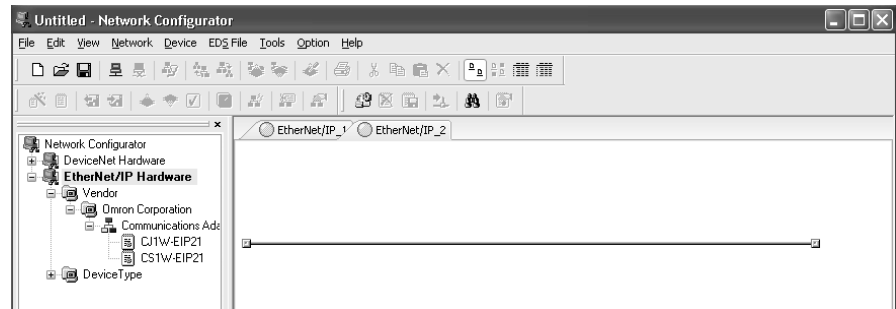 Untitled - Network Configurator
File Edit View Network Device EDS File Tools Option Help
EtherNet/IP_1 EtherNet/IP_2
Network Configurator
DeviceNet Hardware
EtherNet/IP Hardware
Vendor
Omron Corporation
Communications Ada
CJ1W-EIP21
CS1W-EIP21
DeviceType